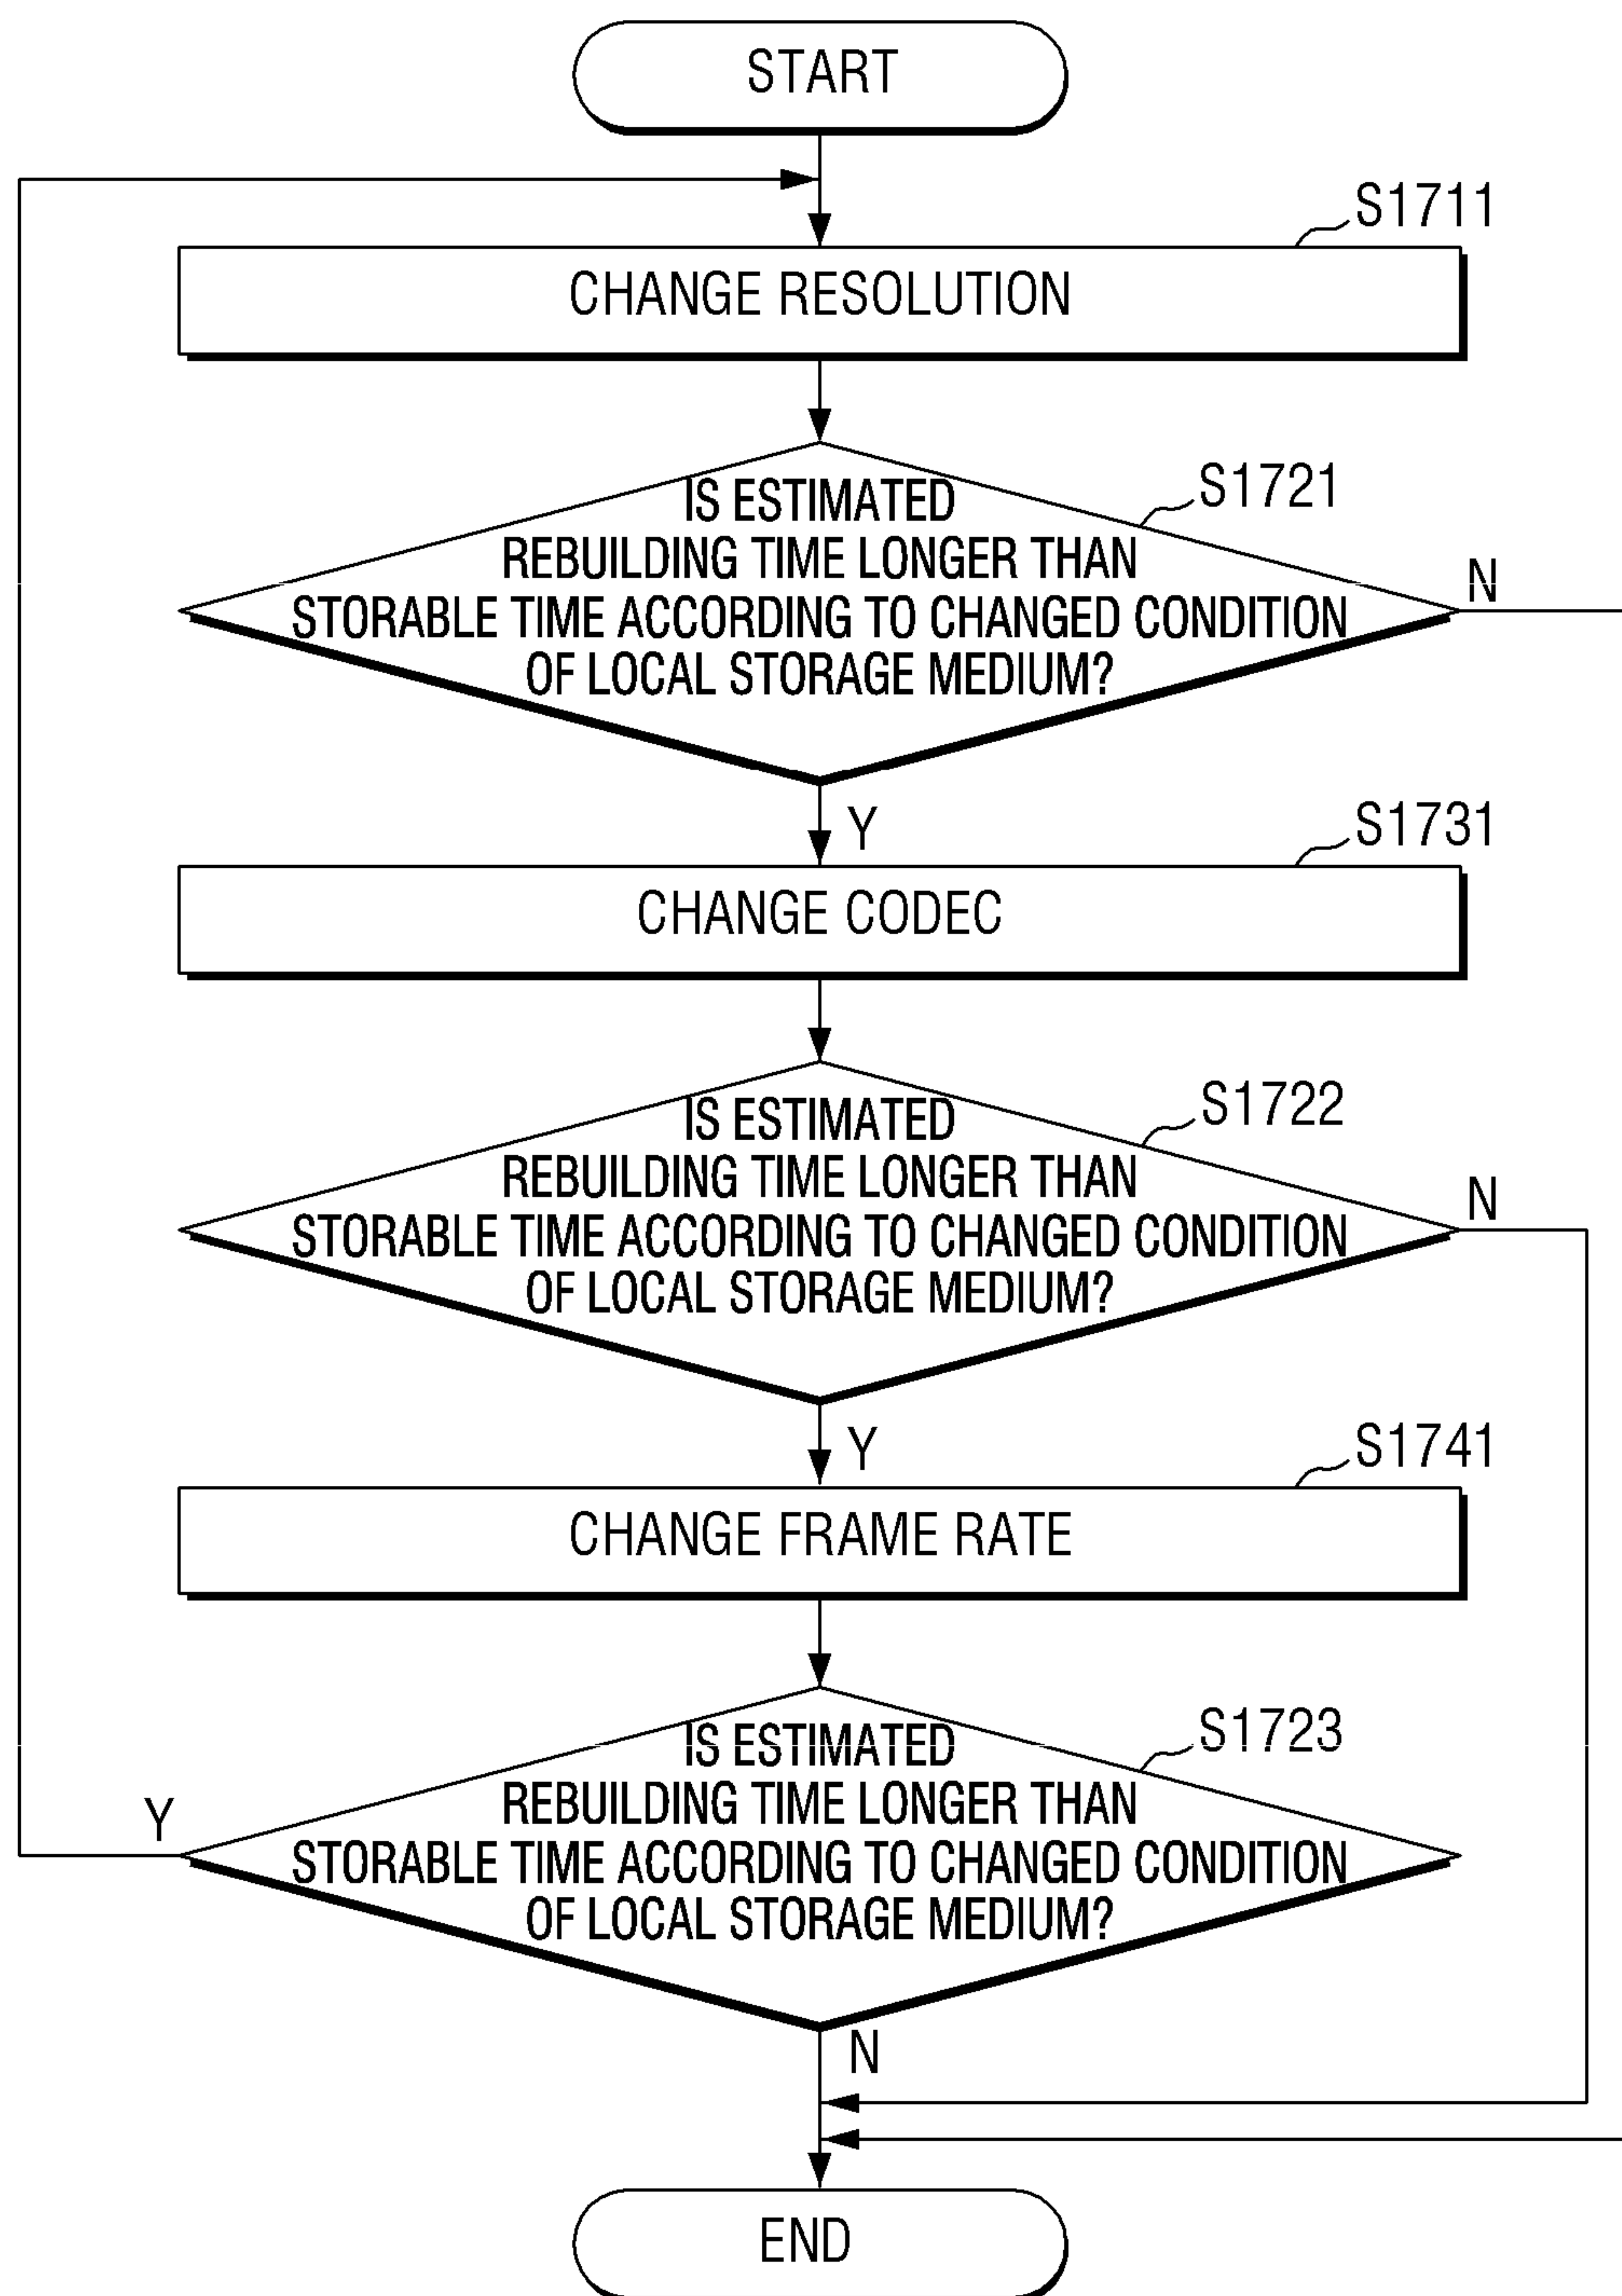 START
S1711
CHANGE RESOLUTION
S1721
IS ESTIMATED
REBUILDING TIME LONGER THAN
N
STORABLE TIME ACCORDING TO CHANGED CONDITION
OF LOCAL STORAGE MEDIUM?
Y
S1731
CHANGE CODEC
S1722
IS ESTIMATED
REBUILDING TIME LONGER THAN
N
STORABLE TIME ACCORDING TO CHANGED CONDITION
OF LOCAL STORAGE MEDIUM?
Y
S1741
CHANGE FRAME RATE
S1723
IS ESTIMATED
REBUILDING TIME LONGER THAN
Y
STORABLE TIME ACCORDING TO CHANGED CONDITION
OF LOCAL STORAGE MEDIUM?
N
END